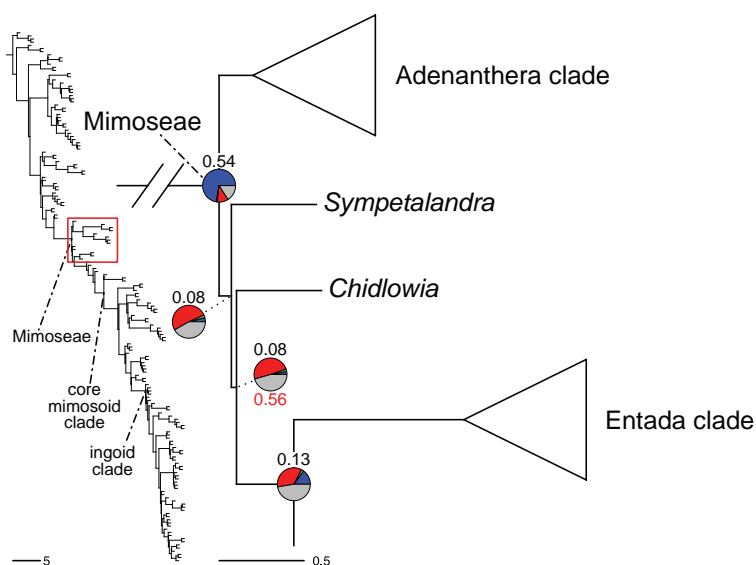 Adenanthera clade
Mimoseae
0.54
Sympetalandra
Chidlowia
0.08
Mimoseae
0.08
0.56
core
mimosoid
clade
Entada clade
ingoid
clade
0.13
5
0.5